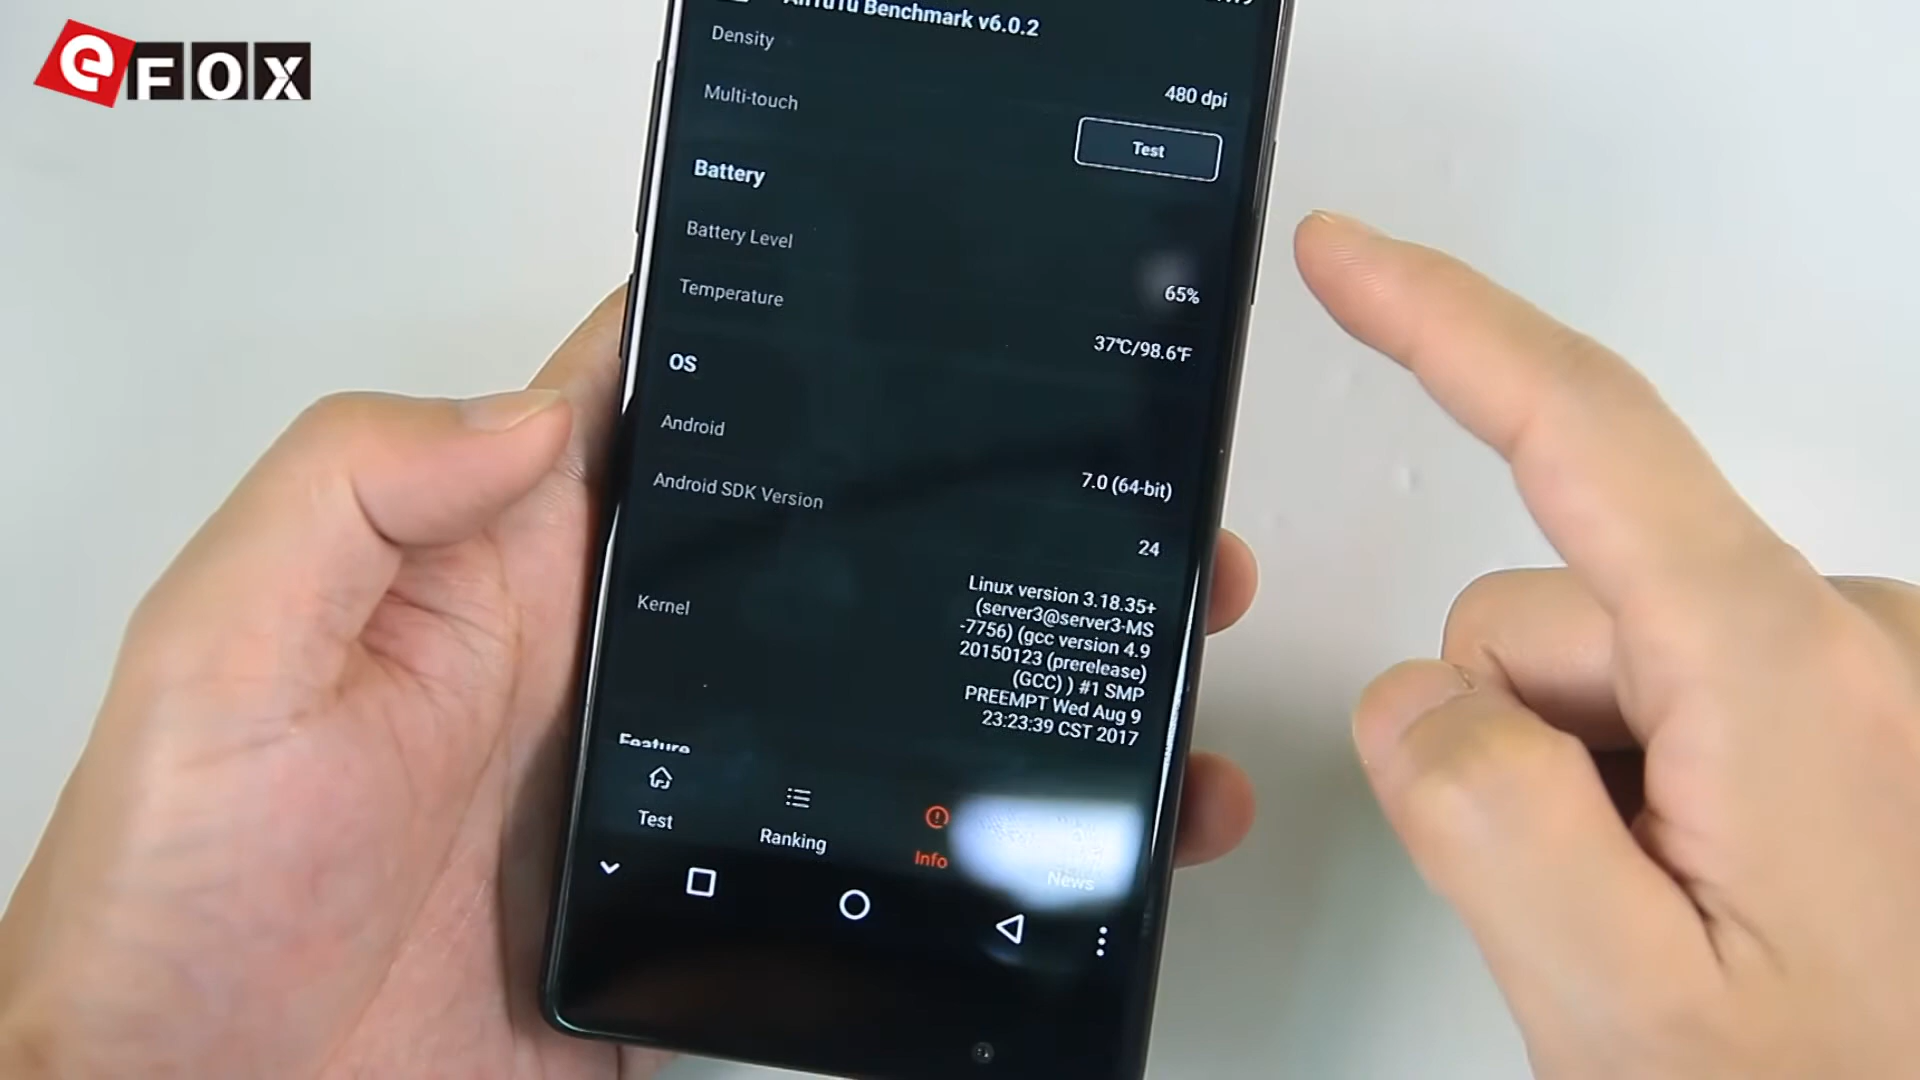 eFOX
AnTuTu Benchmark v6.0.2
Density
480 dpi
Multi-touch
Test
Battery
Battery Level
65%
Temperature
37℃/98.6℉
OS
Android
7.0 (64-bit)
Android SDK Version
24
Kernel
Linux version 3.18.35+
(server3@server3-MS
-7756) (gcc version 4.9
20150123 (prerelease)
(GCC) ) #1 SMP
PREEMPT Wed Aug 9
23:23:39 CST 2017
Feature
Test
Ranking
Info
News